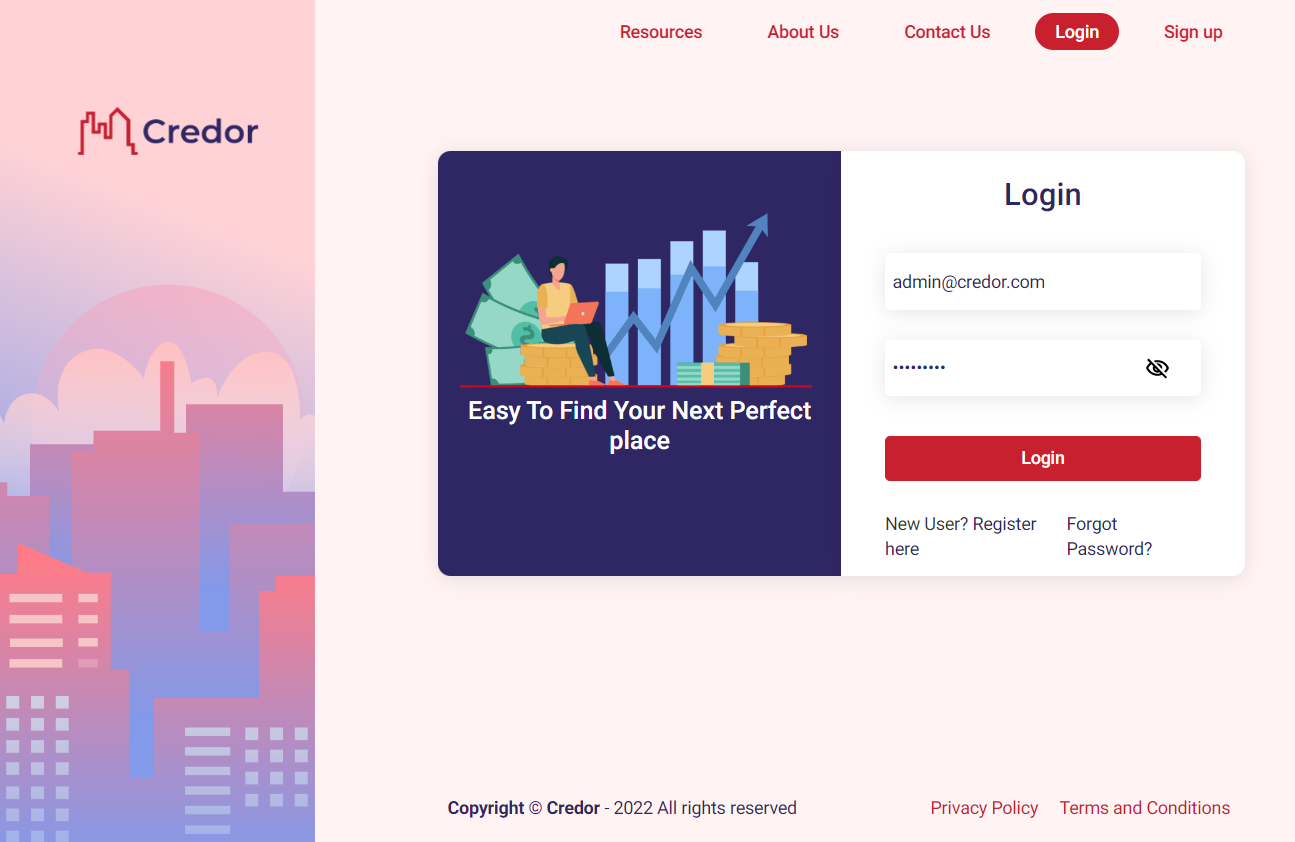 Resources About Us Contact Us Login Sign up
Credor
Easy To Find Your Next Perfect
place
Login
admin@credor.com
•••••••••
Login
New User? Register
here
Forgot
Password?
Copyright © Credor - 2022 All rights reserved
Privacy Policy Terms and Conditions